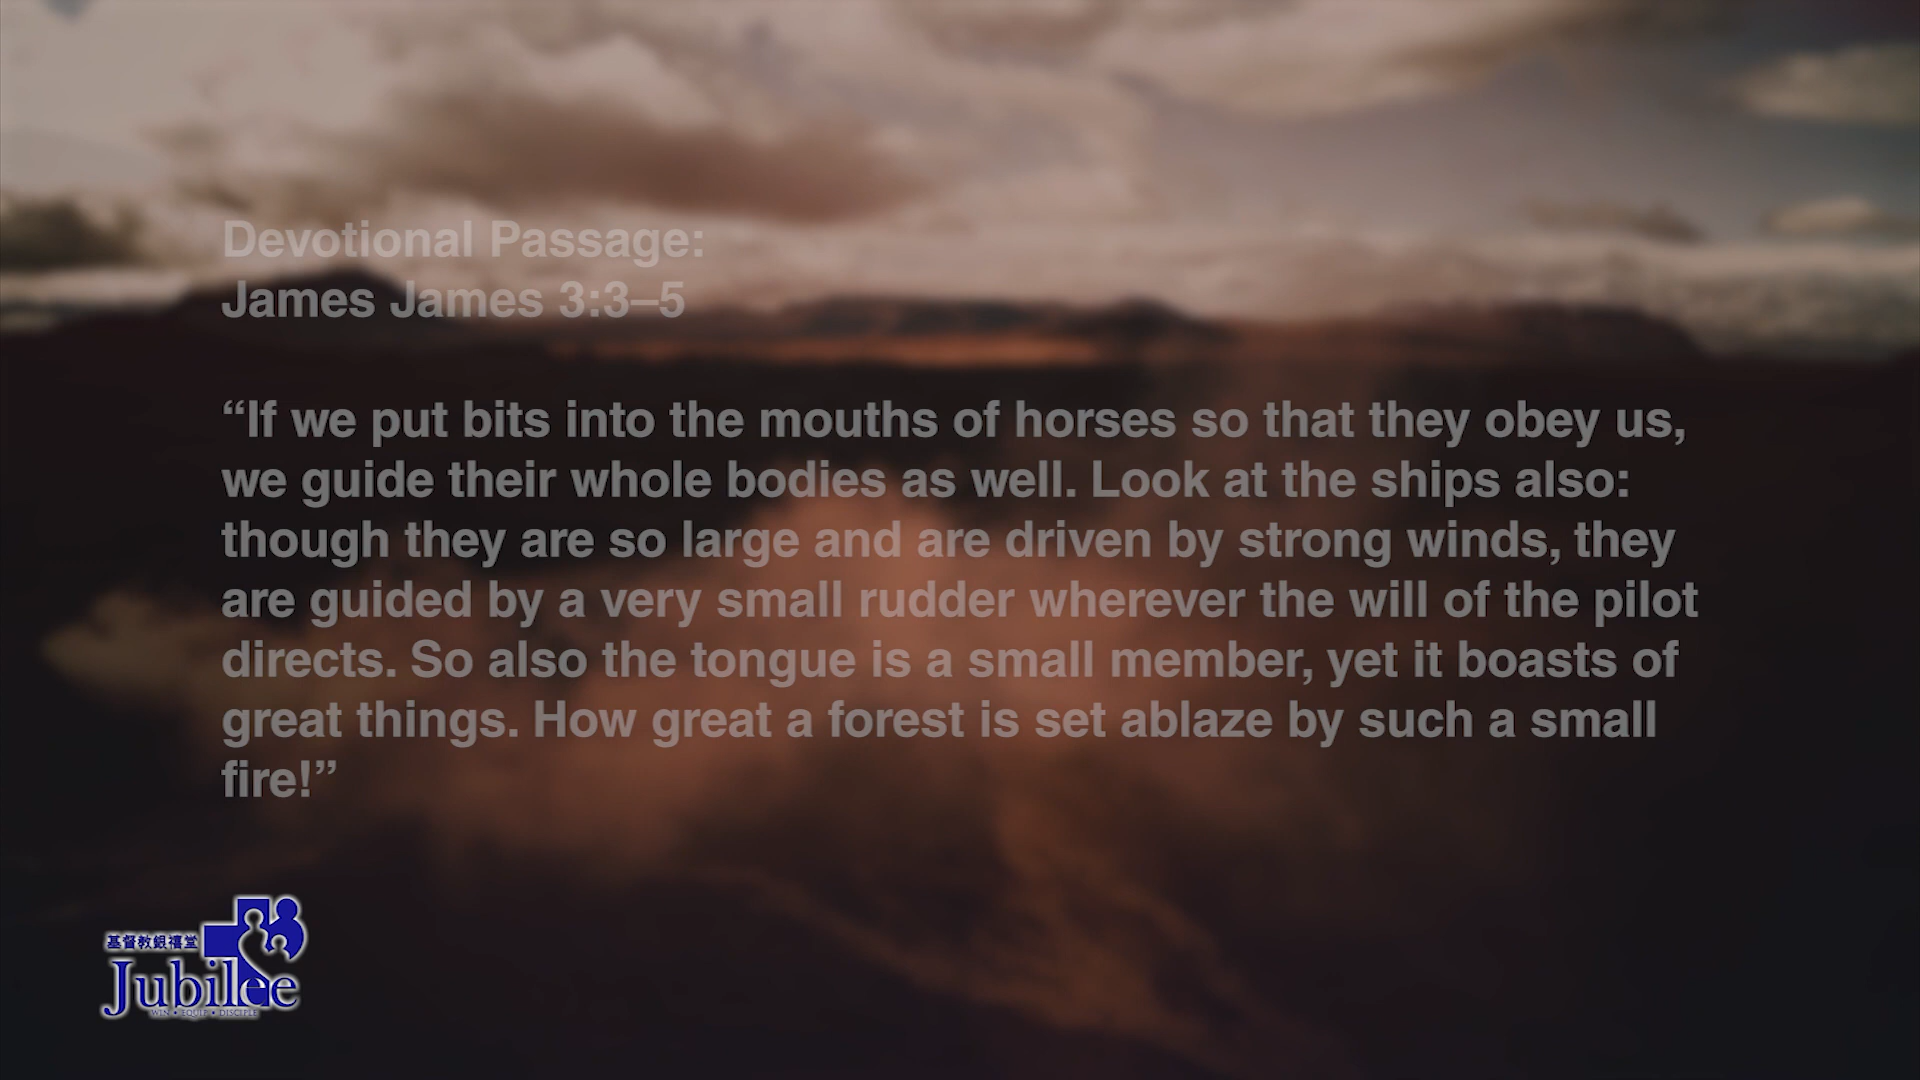 Devotional Passage:
James James 3:3–5
“If we put bits into the mouths of horses so that they obey us,
we guide their whole bodies as well. Look at the ships also:
though they are so large and are driven by strong winds, they
are guided by a very small rudder wherever the will of the pilot
directs. So also the tongue is a small member, yet it boasts of
great things. How great a forest is set ablaze by such a small
fire!”
基督教銀禧堂
Jubilee
WIN • EQUIP • DISCIPLE